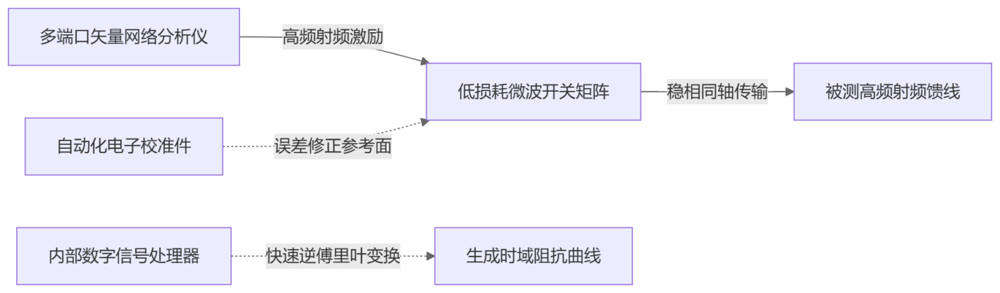 多端口矢量网络分析仪
高频射频激励
低损耗微波开关矩阵
稳相同轴传输
被测高频射频馈线
自动化电子校准件
误差修正参考面
内部数字信号处理器
快速逆傅里叶变换
生成时域阻抗曲线